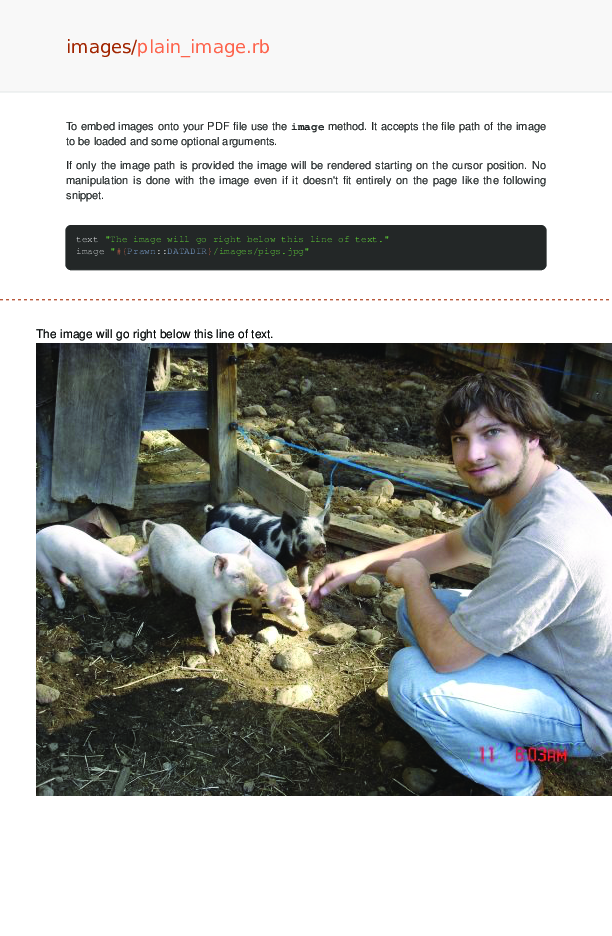 images/plain_image.rb
To embed images onto your PDF file use the image method. It accepts the file path of the image
to be loaded and some optional arguments.
If only the image path is provided the image will be rendered starting on the cursor position. No
manipulation is done with the image even if it doesn't fit entirely on the page like the following
snippet.
text "The image will go right below this line of text."
image "#{Prawn::DATADIR}/images/pigs.jpg"
The image will go right below this line of text.
11 8:03AM